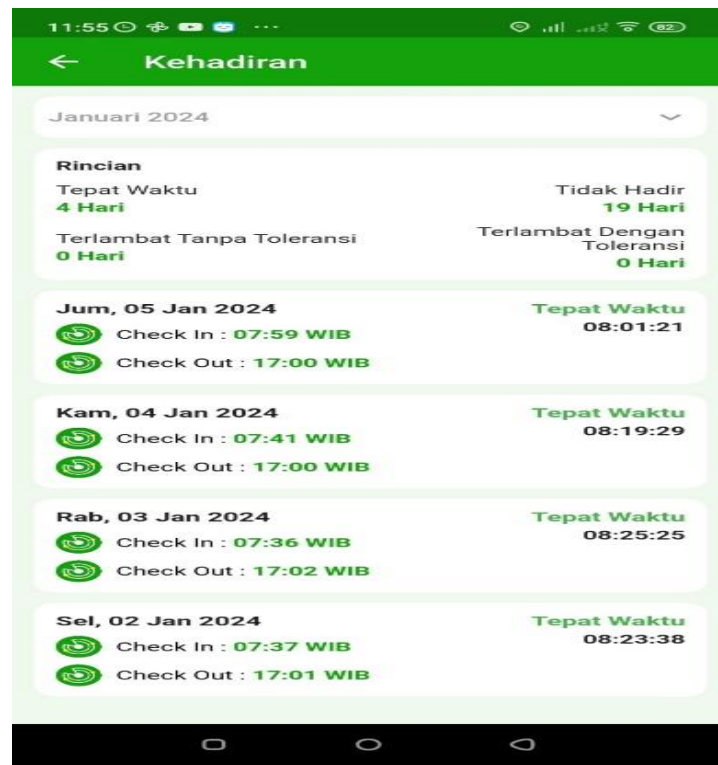 11:55
82
Kehadiran
Januari 2024
Rincian
Tepat Waktu
4 Hari
Tidak Hadir
19 Hari
Terlambat Tanpa Toleransi
0 Hari
Terlambat Dengan
Toleransi
0 Hari
Jum, 05 Jan 2024
Tepat Waktu
Check In : 07:59 WIB
08:01:21
Check Out : 17:00 WIB
Kam, 04 Jan 2024
Tepat Waktu
Check In : 07:41 WIB
08:19:29
Check Out : 17:00 WIB
Rab, 03 Jan 2024
Tepat Waktu
Check In : 07:36 WIB
08:25:25
Check Out : 17:02 WIB
Sel, 02 Jan 2024
Tepat Waktu
Check In : 07:37 WIB
08:23:38
Check Out : 17:01 WIB